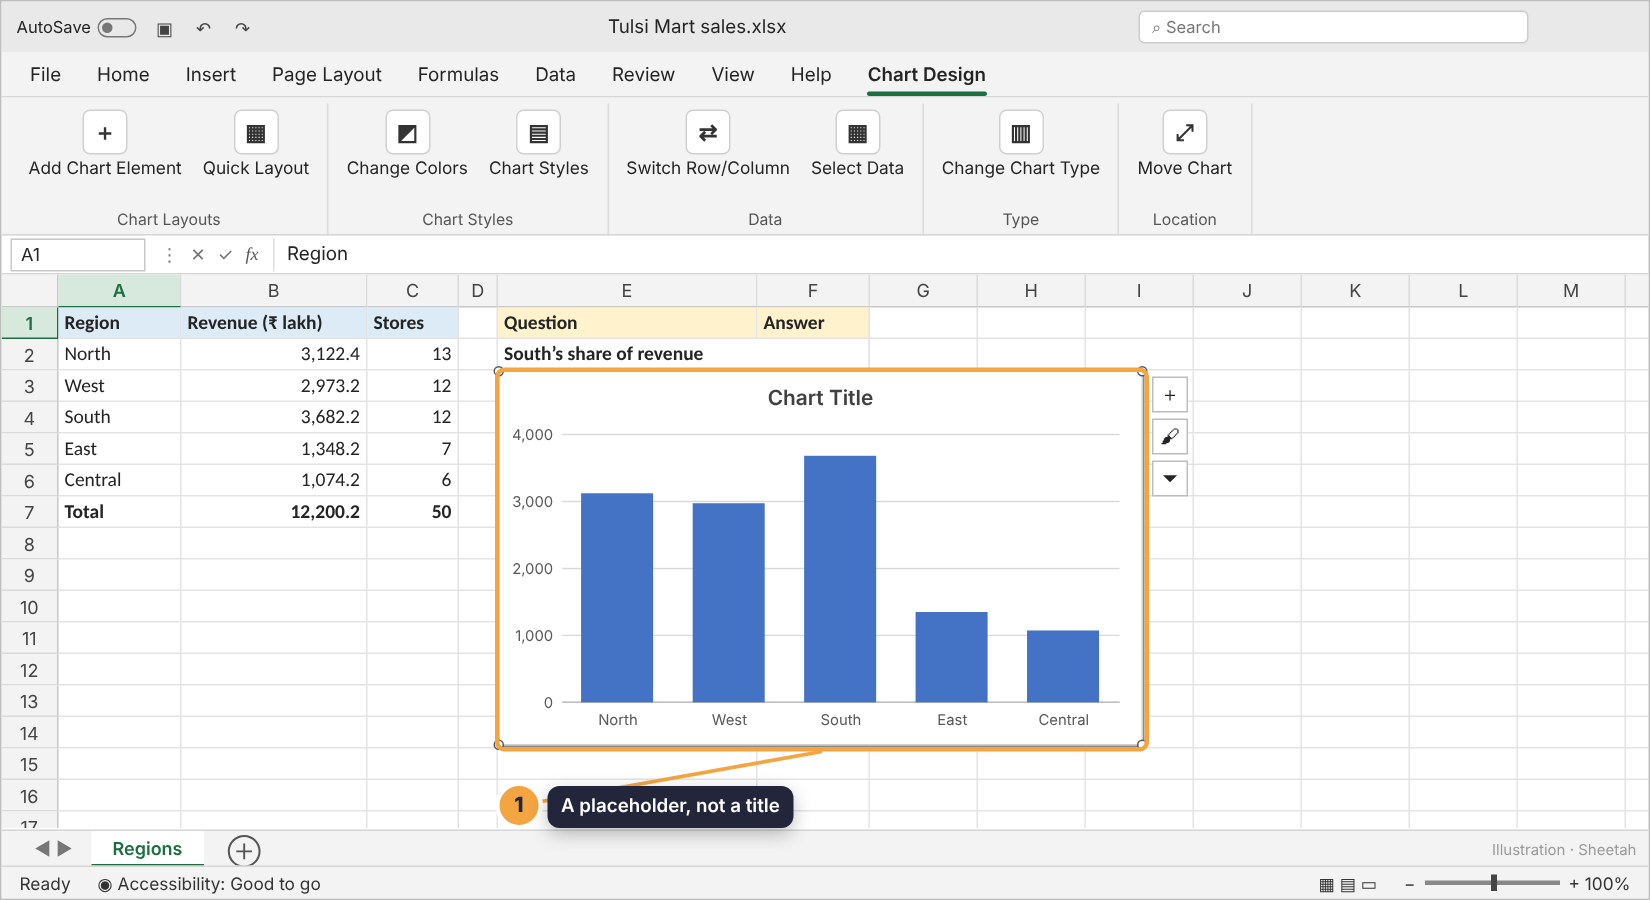 AutoSave
Tulsi Mart sales.xlsx
Search
File Home Insert Page Layout Formulas Data Review View Help Chart Design
Add Chart Element Quick Layout Change Colors Chart Styles Switch Row/Column Select Data Change Chart Type Move Chart
Chart Layouts Chart Styles Data Type Location
A1 fx Region
A B C D E F G H I J K L M
1 Region Revenue (₹ lakh) Stores Question Answer
2 North 3,122.4 13 South’s share of revenue
3 West 2,973.2 12
4 South 3,682.2 12
5 East 1,348.2 7
6 Central 1,074.2 6
7 Total 12,200.2 50
8
9
10
11
12
13
14
15
16
17
Chart Title
4,000
3,000
2,000
1,000
0
North West South East Central
1 A placeholder, not a title
Regions
Illustration · Sheetah
Ready Accessibility: Good to go
− + 100%